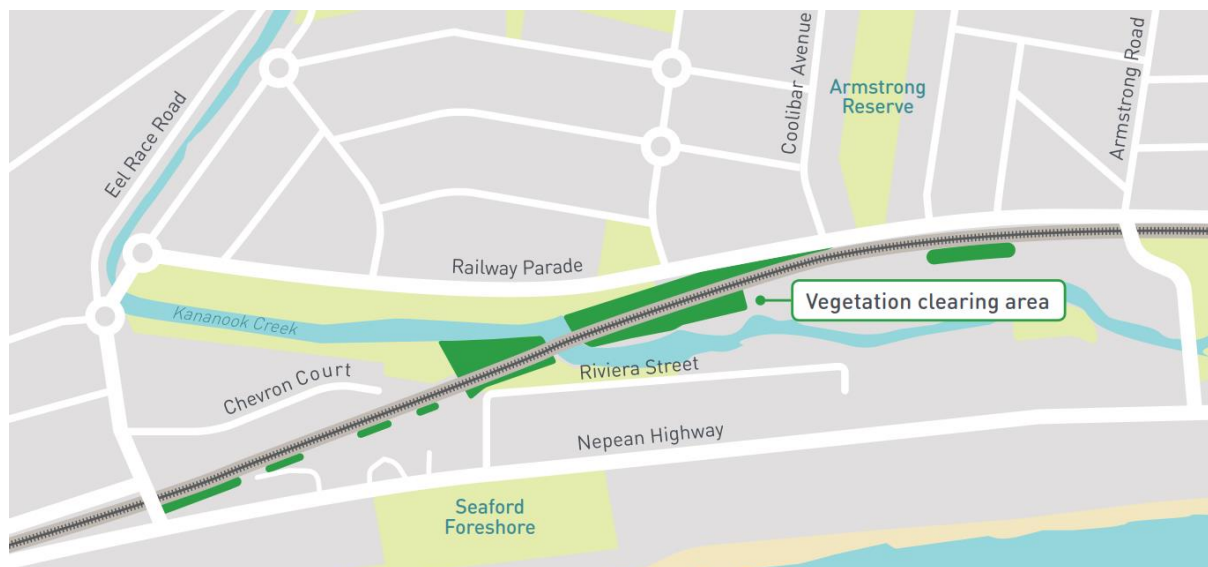 Eel Race Road
Coolibar Avenue
Armstrong
Reserve
Armstrong Road
Railway Parade
Vegetation clearing area
Kananook Creek
Riviera Street
Chevron Court
Nepean Highway
Seaford
Foreshore